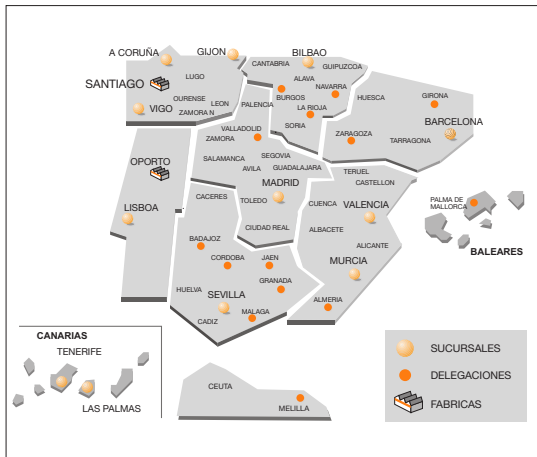 A CORUÑA
GIJON
BILBAO
CANTABRIA
GUIPUZCOA
LUGO
ALAVA
SANTIAGO
NAVARRA
BURGOS
HUESCA
GIRONA
OURENSE
LEON
PALENCIA
LA RIOJA
VIGO
ZAMORA N
SORIA
BARCELONA
VALLADOLID
ZAMORA
ZARAGOZA
TARRAGONA
OPORTO
SALAMANCA
SEGOVIA
AVILA
GUADALAJARA
TERUEL
CASTELLON
MADRID
CACERES
TOLEDO
CUENCA
VALENCIA
PALMA DE
MALLORCA
LISBOA
CIUDAD REAL
ALBACETE
BADAJOZ
ALICANTE
BALEARES
CORDOBA
JAEN
MURCIA
HUELVA
GRANADA
SEVILLA
ALMERIA
CADIZ
MALAGA
CANARIAS
TENERIFE
LAS PALMAS
CEUTA
MELILLA
SUCURSALES
DELEGACIONES
FABRICAS